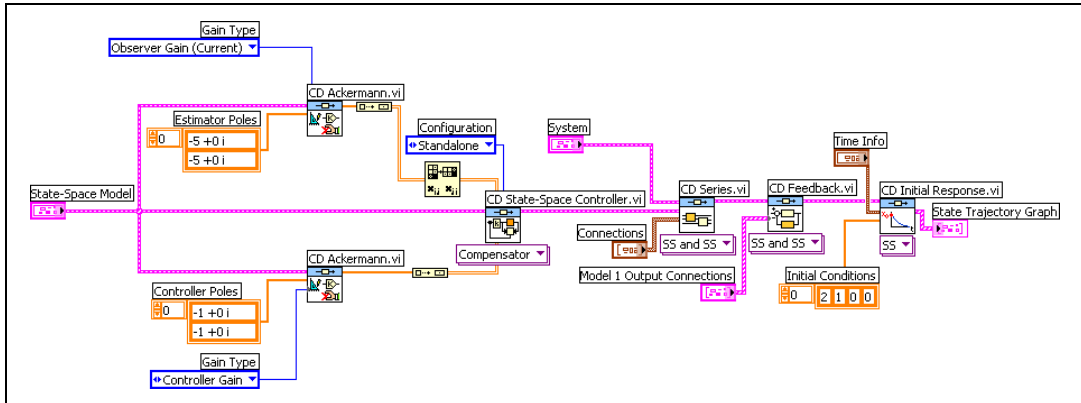 Gain Type
Observer Gain (Current)
CD Ackermann.vi
Estimator Poles
0
-5 +0 i
-5 +0 i
Configuration
Standalone
System
Time Info
State-Space Model
CD State-Space Controller.vi
Compensator
CD Series.vi
SS and SS
CD Feedback.vi
SS and SS
CD Initial Response.vi
SS
State Trajectory Graph
Connections
Model 1 Output Connections
Initial Conditions
0
2 1 0 0
CD Ackermann.vi
Controller Poles
0
-1 +0 i
-1 +0 i
Gain Type
Controller Gain